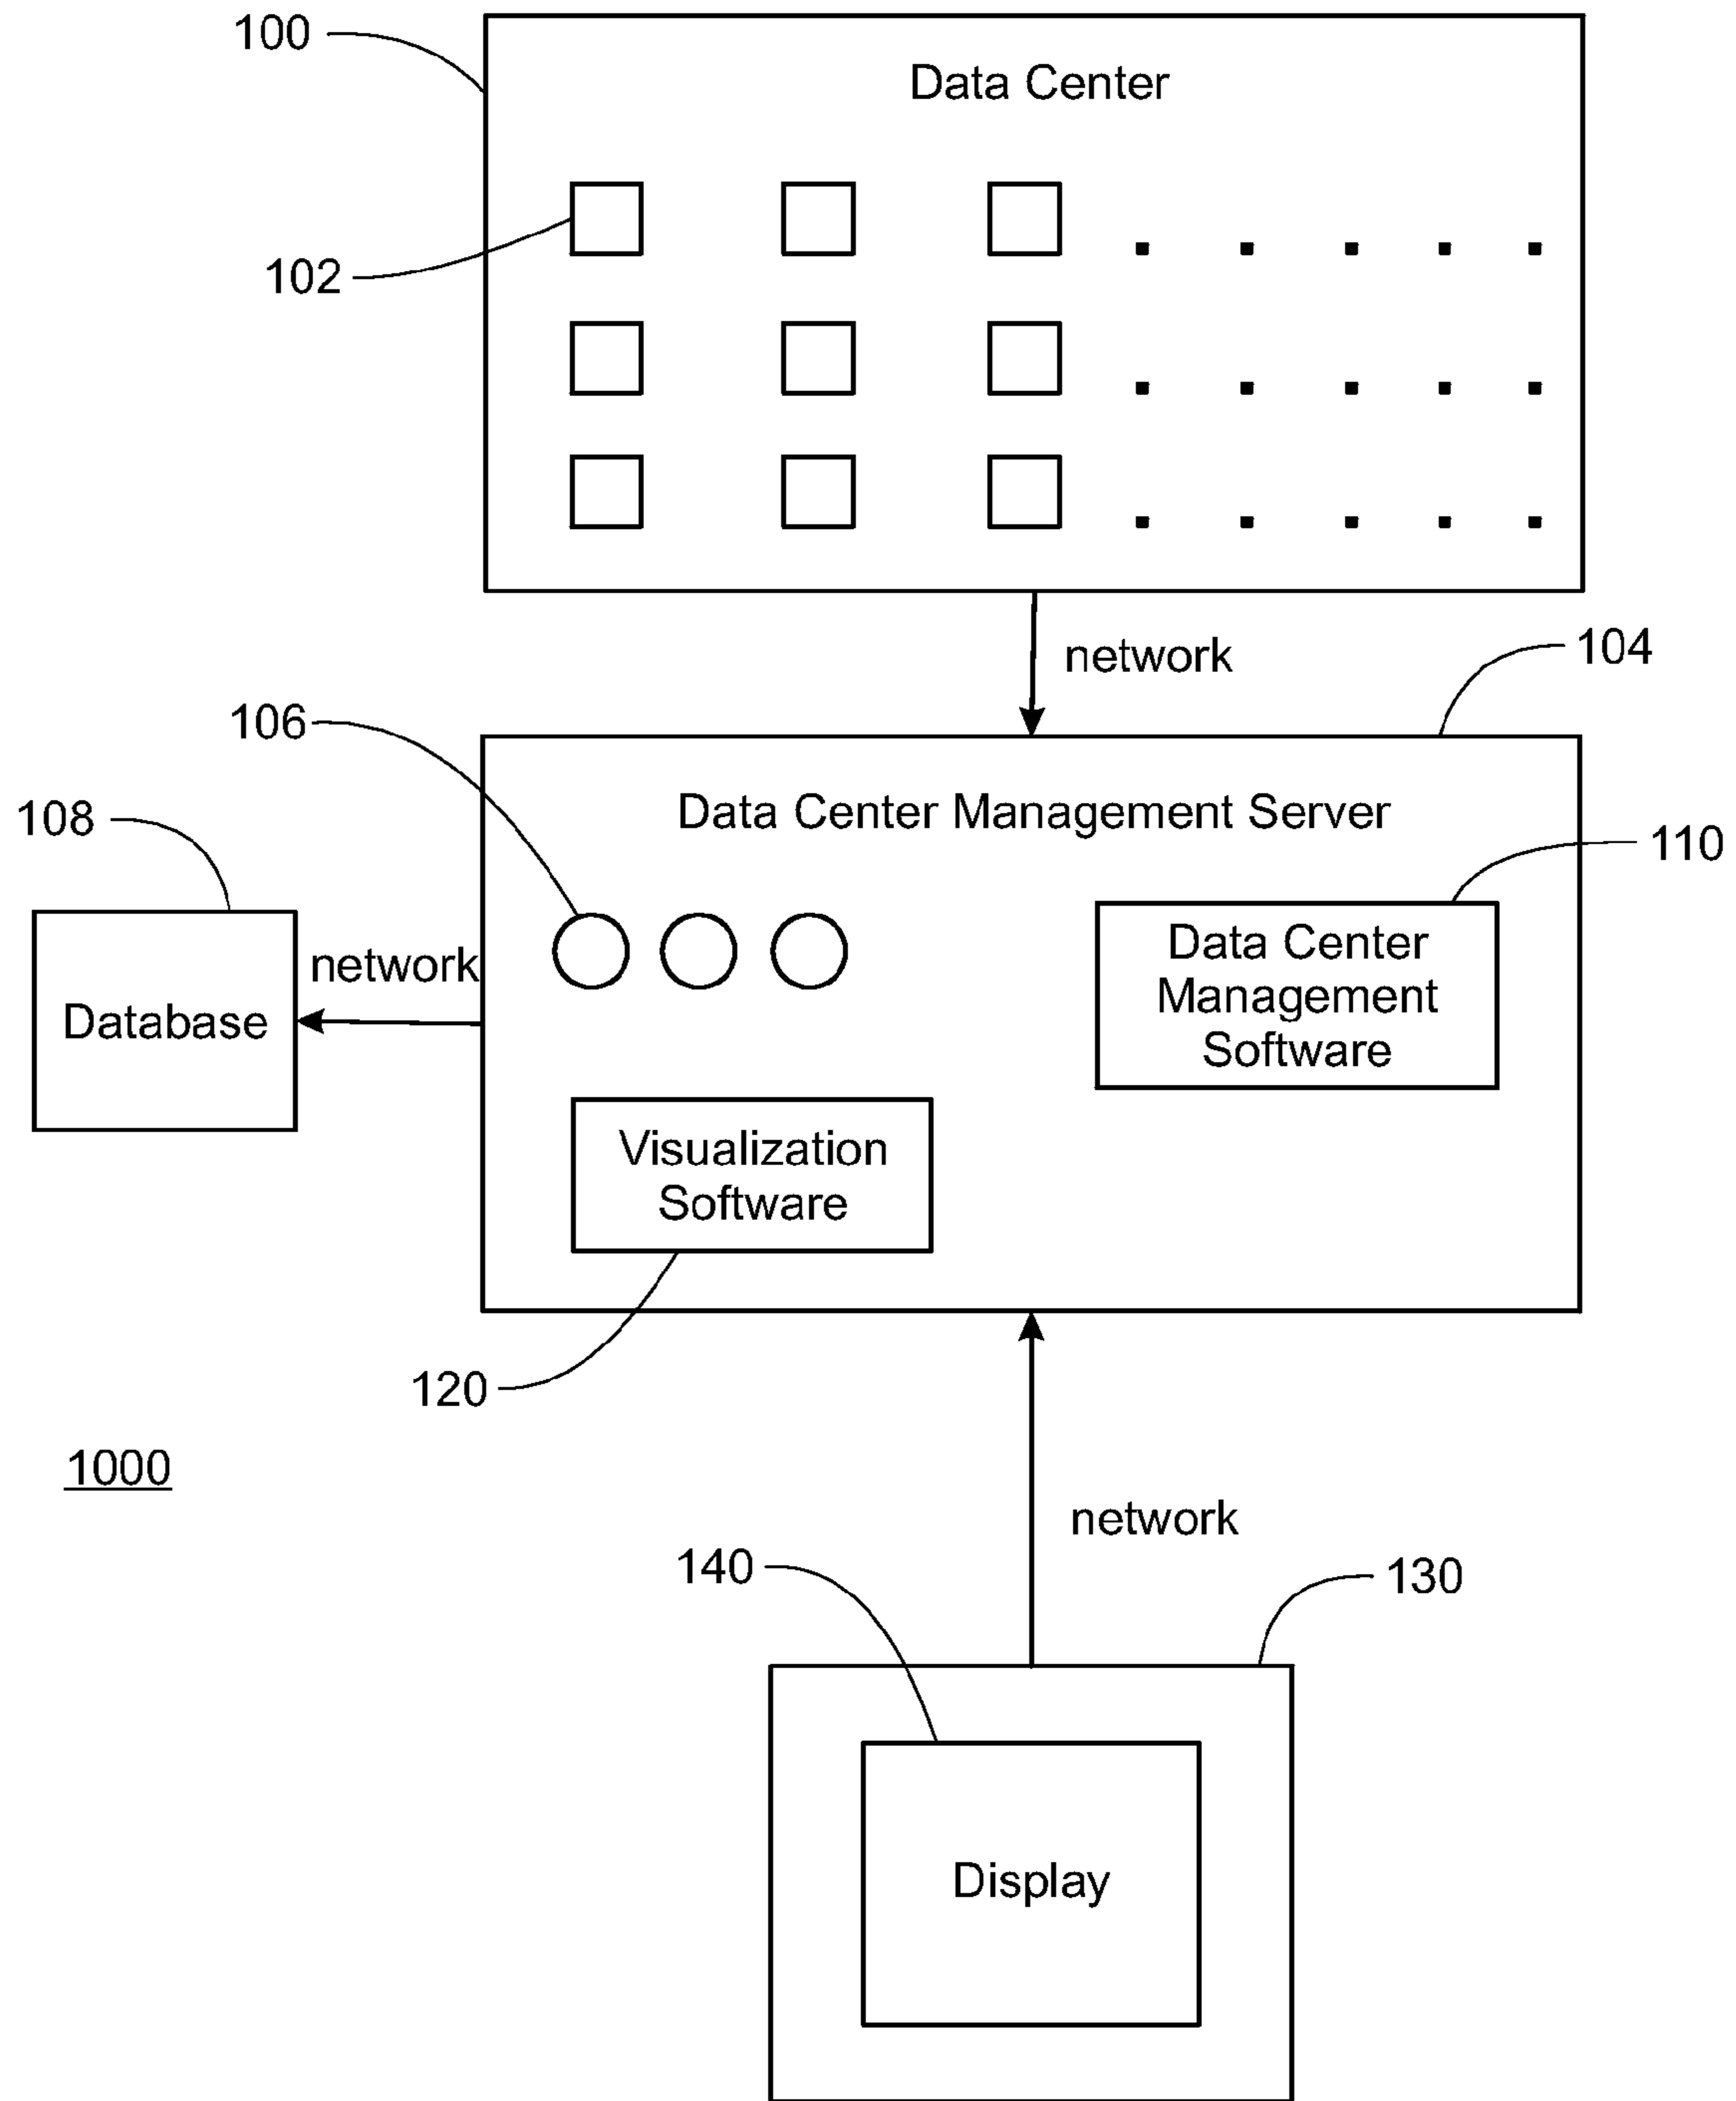 100
Data Center
102
network
104
106
Data Center Management Server
108
110
network
Database
Data Center
Management
Software
Visualization
Software
120
1000
network
140
130
Display